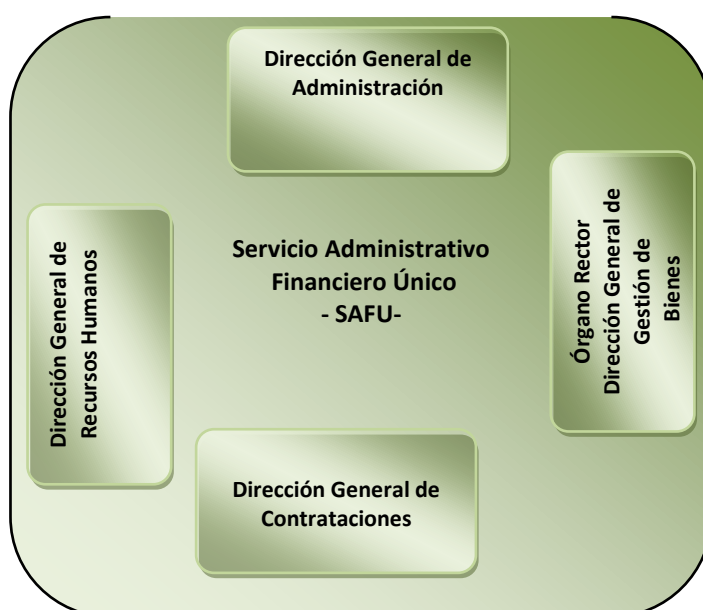 Dirección General de
Administración
Órgano Rector
Dirección General de
Gestión de
Bienes
Servicio Administrativo
Financiero Único
- SAFU-
Dirección General de
Recursos Humanos
Dirección General de
Contrataciones